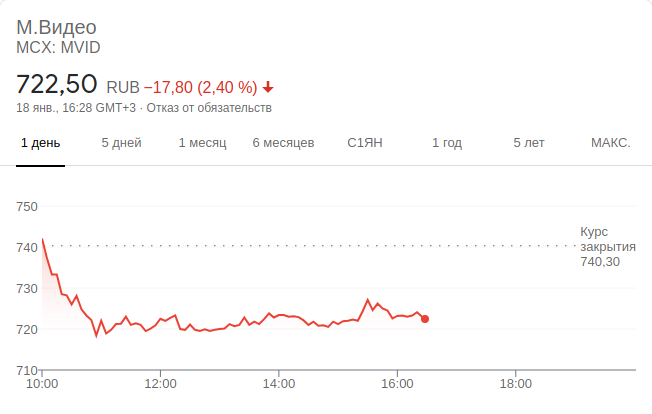 М.Видео
MCX: MVID
722,50 RUB −17,80 (2,40 %)
18 янв., 16:28 GMT+3 · Отказ от обязательств
1 день 5 дней 1 месяц 6 месяцев С1ЯН 1 год 5 лет МАКС.
750
740
730
720
710
Курс
закрытия
740,30
10:00 12:00 14:00 16:00 18:00